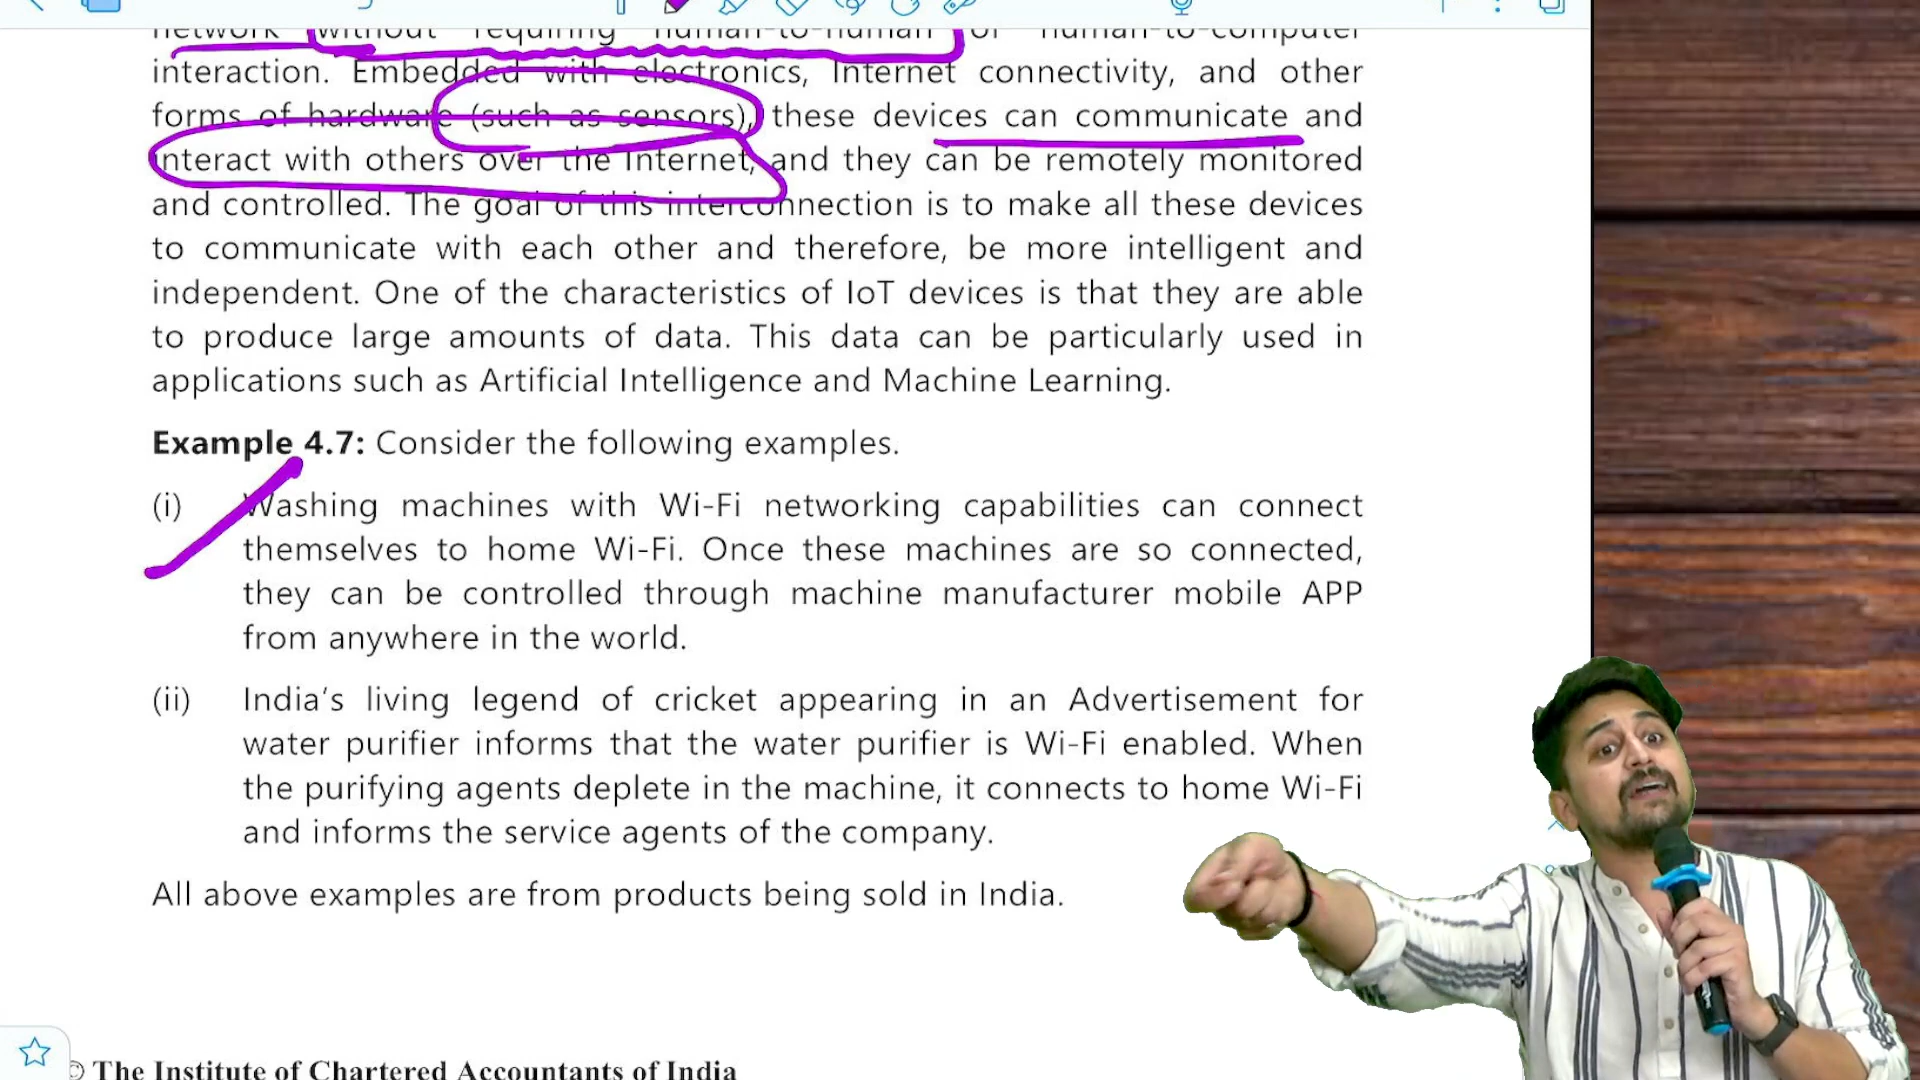 network without requiring human-to-human or human-to-computer
interaction. Embedded with electronics, Internet connectivity, and other
forms of hardware (such as sensors), these devices can communicate and
interact with others over the Internet, and they can be remotely monitored
and controlled. The goal of this interconnection is to make all these devices
to communicate with each other and therefore, be more intelligent and
independent. One of the characteristics of IoT devices is that they are able
to produce large amounts of data. This data can be particularly used in
applications such as Artificial Intelligence and Machine Learning.
Example 4.7: Consider the following examples.
(i) Washing machines with Wi-Fi networking capabilities can connect
themselves to home Wi-Fi. Once these machines are so connected,
they can be controlled through machine manufacturer mobile APP
from anywhere in the world.
(ii) India's living legend of cricket appearing in an Advertisement for
water purifier informs that the water purifier is Wi-Fi enabled. When
the purifying agents deplete in the machine, it connects to home Wi-Fi
and informs the service agents of the company.
All above examples are from products being sold in India.
© The Institute of Chartered Accountants of India